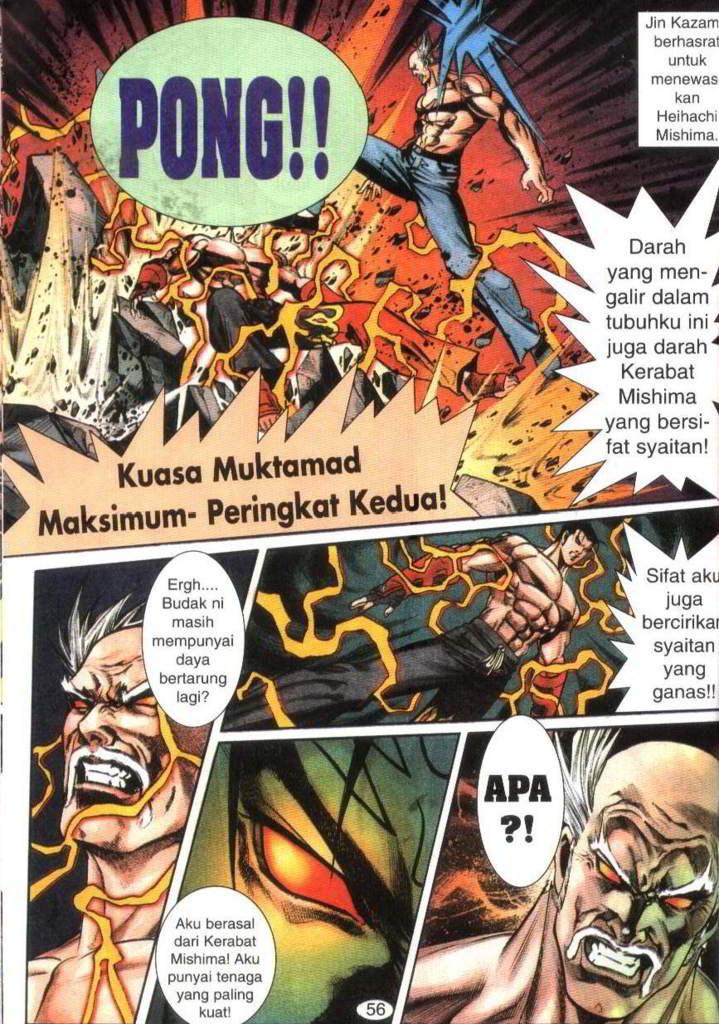 PONG!!
Jin Kazam
berhasrat
untuk
menewas
kan
Heihachi
Mishima.
Darah
yang men-
galir dalam
tubuhku ini
juga darah
Kerabat
Mishima
yang bersi-
fat syaitan!
Kuasa Muktamad
Maksimum- Peringkat Kedua!
Ergh....
Budak ni
masih
mempunyai
daya
bertarung
lagi?
Sifat aku
juga
bercirikan
syaitan
yang
ganas!!
Aku berasal
dari Kerabat
Mishima! Aku
punyai tenaga
yang paling
kuat!
APA
?!
56